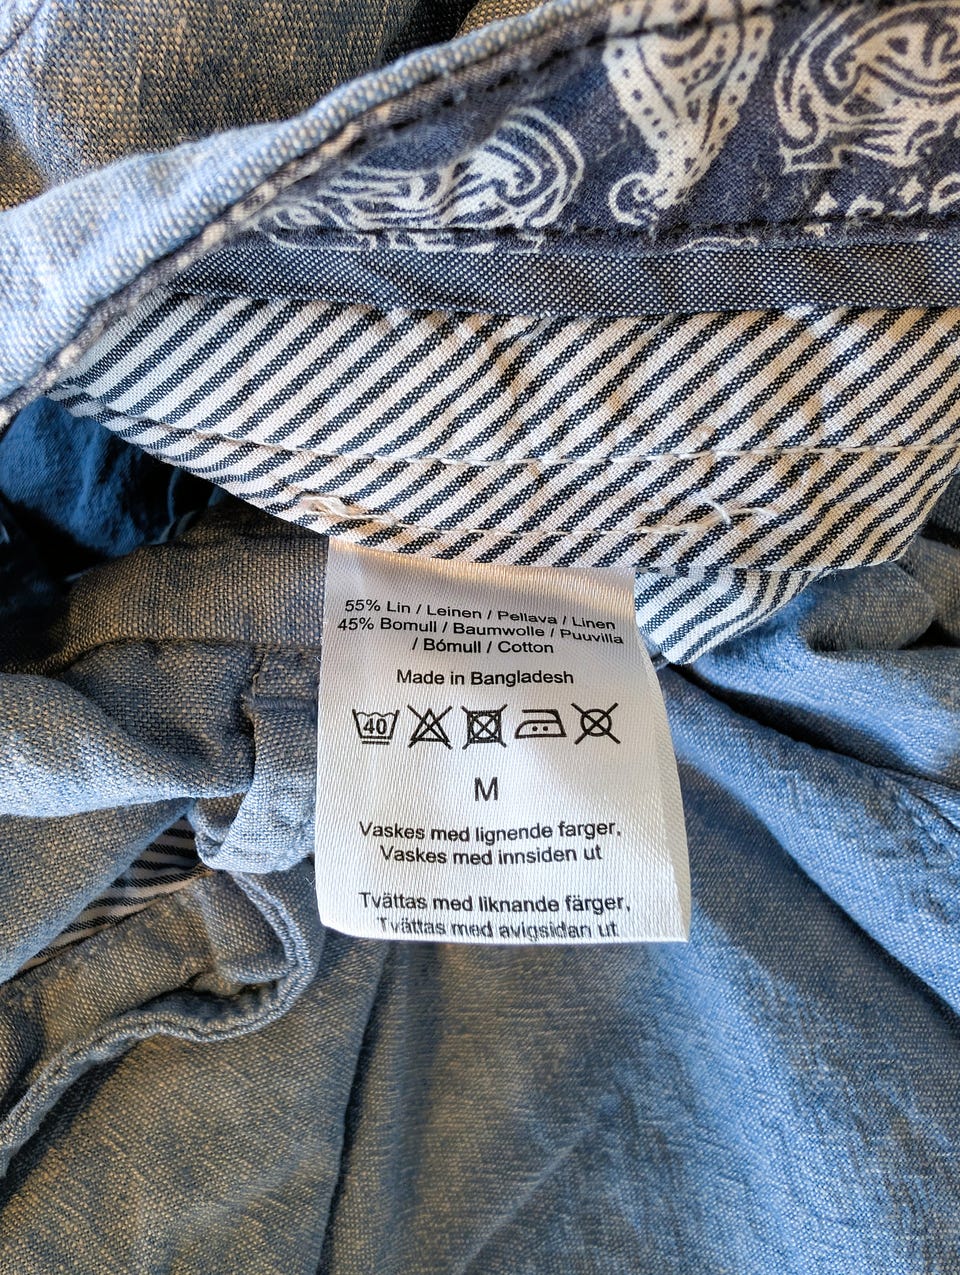 55% Lin / Leinen / Pellava / Linen
45% Bomull / Baumwolle / Puuvilla
/ Bómull / Cotton
Made in Bangladesh
40
M
Vaskes med lignende farger,
Vaskes med innsiden ut
Tvättas med liknande färger,
Tvättas med avigsidan ut